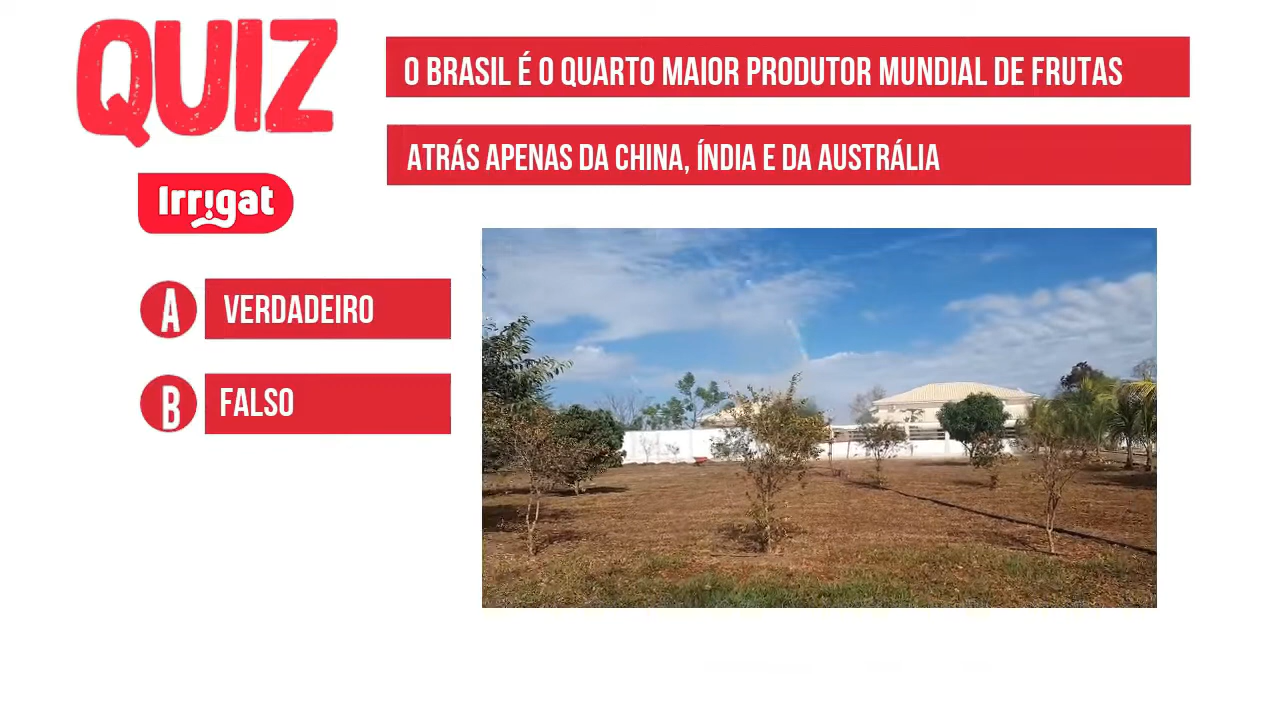 QUIZ
O BRASIL É O QUARTO MAIOR PRODUTOR MUNDIAL DE FRUTAS
ATRÁS APENAS DA CHINA, ÍNDIA E DA AUSTRÁLIA
Irrigat
A VERDADEIRO
B FALSO